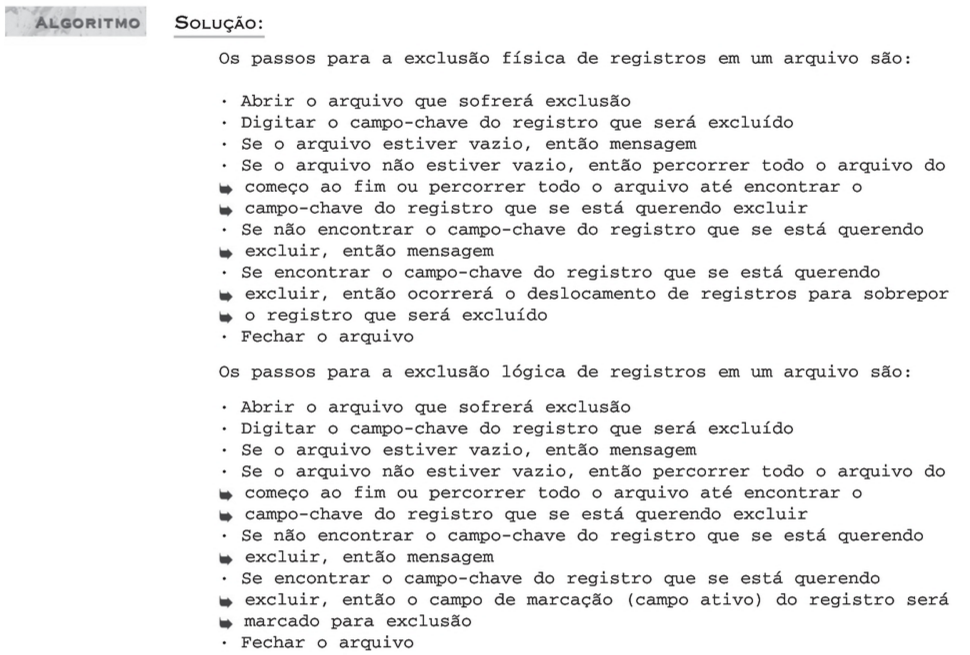 ALGORITMO SOLUÇÃO:
Os passos para a exclusão física de registros em um arquivo são:
· Abrir o arquivo que sofrerá exclusão
· Digitar o campo-chave do registro que será excluído
· Se o arquivo estiver vazio, então mensagem
· Se o arquivo não estiver vazio, então percorrer todo o arquivo do
➥ começo ao fim ou percorrer todo o arquivo até encontrar o
➥ campo-chave do registro que se está querendo excluir
· Se não encontrar o campo-chave do registro que se está querendo
➥ excluir, então mensagem
· Se encontrar o campo-chave do registro que se está querendo
➥ excluir, então ocorrerá o deslocamento de registros para sobrepor
➥ o registro que será excluído
· Fechar o arquivo
Os passos para a exclusão lógica de registros em um arquivo são:
· Abrir o arquivo que sofrerá exclusão
· Digitar o campo-chave do registro que será excluído
· Se o arquivo estiver vazio, então mensagem
· Se o arquivo não estiver vazio, então percorrer todo o arquivo do
➥ começo ao fim ou percorrer todo o arquivo até encontrar o
➥ campo-chave do registro que se está querendo excluir
· Se não encontrar o campo-chave do registro que se está querendo
➥ excluir, então mensagem
· Se encontrar o campo-chave do registro que se está querendo
➥ excluir, então o campo de marcação (campo ativo) do registro será
➥ marcado para exclusão
· Fechar o arquivo